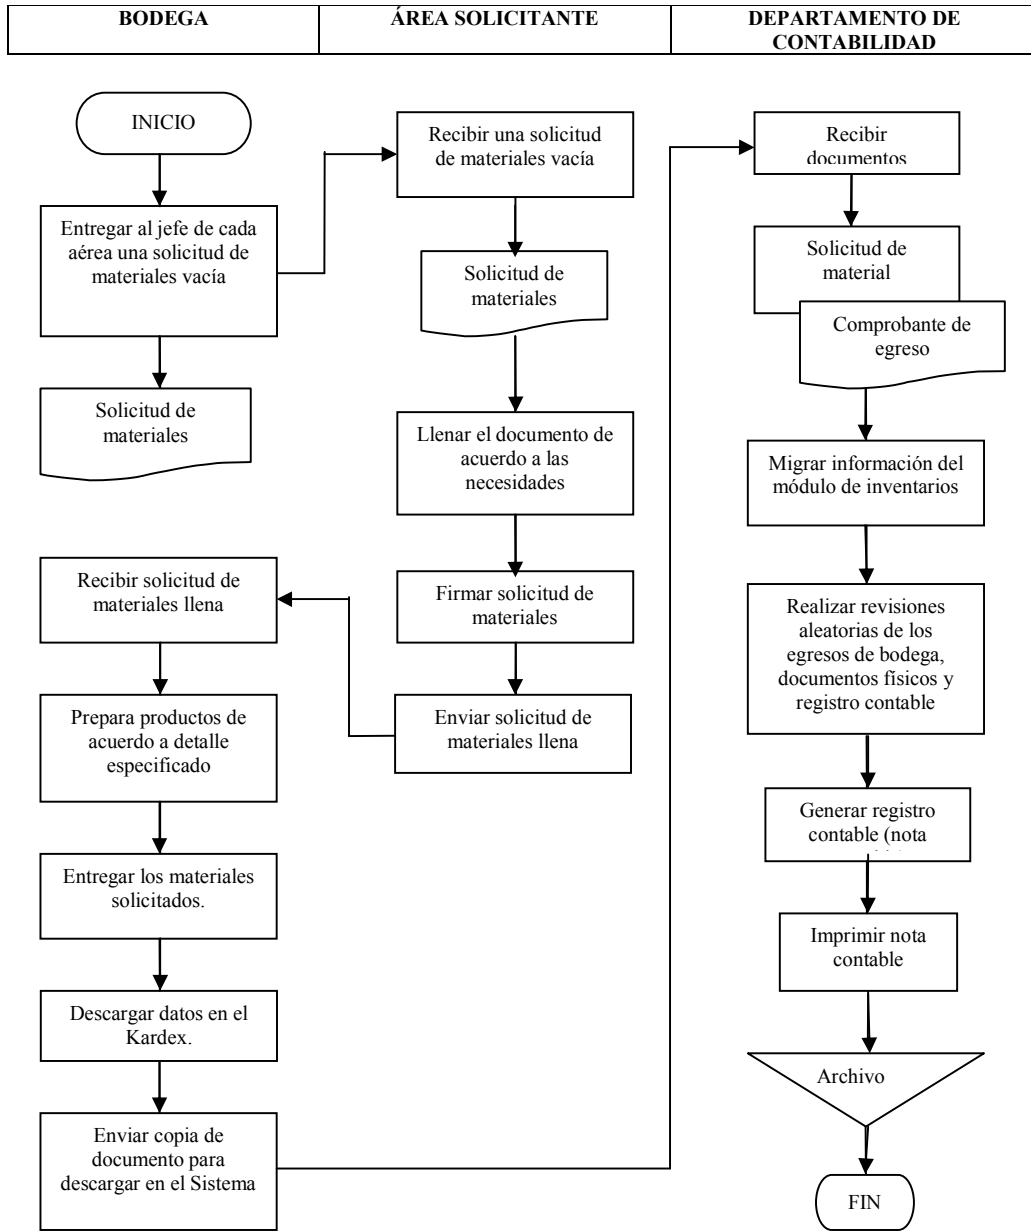 BODEGA
ÁREA SOLICITANTE
DEPARTAMENTO DE
CONTABILIDAD
INICIO
Entregar al jefe de cada
aérea una solicitud de
materiales vacía
Solicitud de
materiales
Recibir solicitud de
materiales llena
Prepara productos de
acuerdo a detalle
especificado
Entregar los materiales
solicitados.
Descargar datos en el
Kardex.
Enviar copia de
documento para
descargar en el Sistema
Recibir una solicitud
de materiales vacía
Solicitud de
materiales
Llenar el documento de
acuerdo a las
necesidades
Firmar solicitud de
materiales
Enviar solicitud de
materiales llena
Recibir
documentos
Solicitud de
material
Comprobante de
egreso
Migrar información del
módulo de inventarios
Realizar revisiones
aleatorias de los
egresos de bodega,
documentos físicos y
registro contable
Generar registro
contable (nota
Imprimir nota
contable
Archivo
FIN